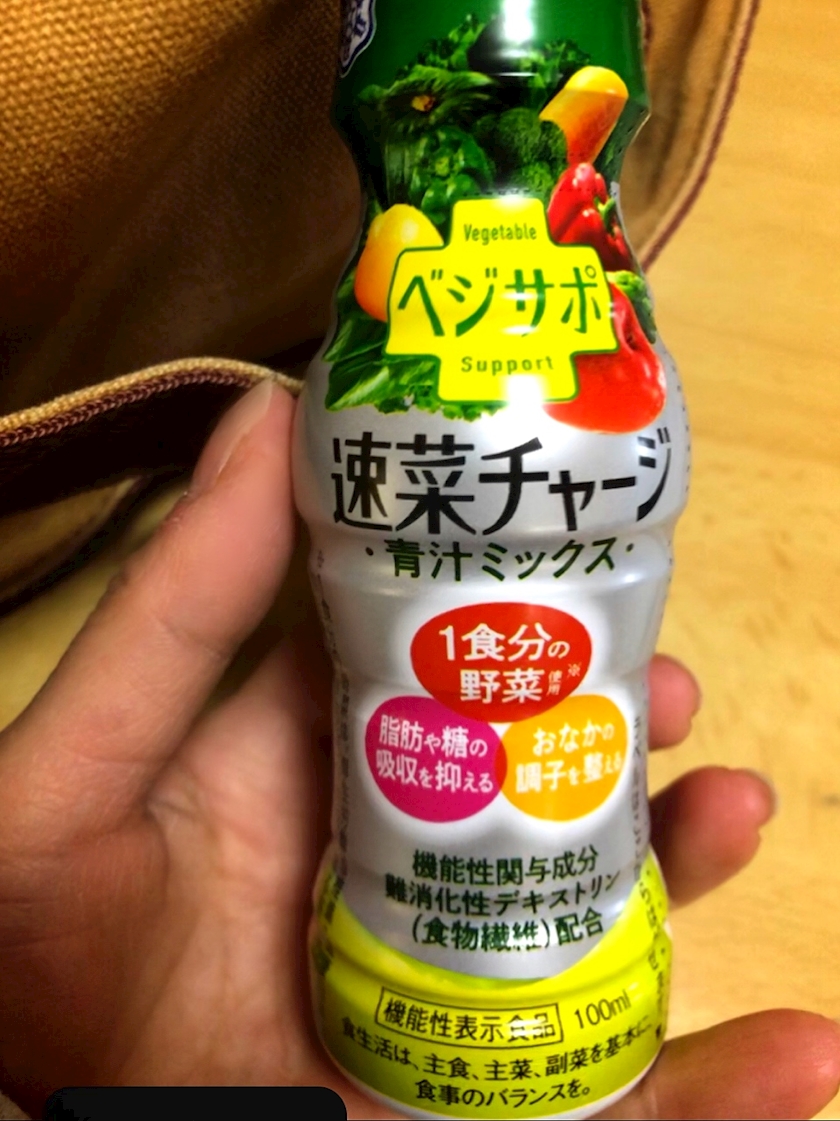 Vegetable
ベジサポ
Support
速菜チャージ
・青汁ミックス・
1食分の
野菜使用※
脂肪や糖の
吸収を抑える
おなかの
調子を整える
機能性関与成分
難消化性デキストリン
(食物繊維)配合
機能性表示食品 100ml
食生活は、主食、主菜、副菜を基本に、
食事のバランスを。